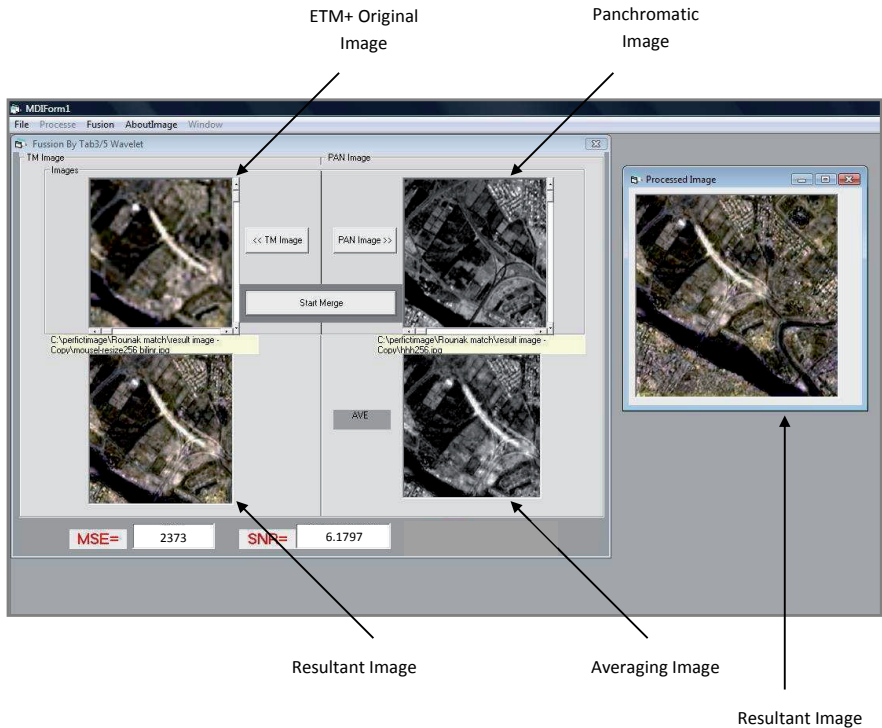 ETM+ Original
Image
Panchromatic
Image
MDIForm1
File Processe Fusion AboutImage Window
Fussion By Tab3/5 Wavelet
TM Image
PAN Image
Images
Processed Image
<< TM Image
PAN Image >>
Start Merge
C:\perfictimage\Rounak match\result image -
Copy\mousel-resize256 bilinr.jpg
C:\perfictimage\Rounak match\result image -
Copy\hhh256.jpg
AVE
MSE= 2373 SNR= 6.1797
Resultant Image
Averaging Image
Resultant Image